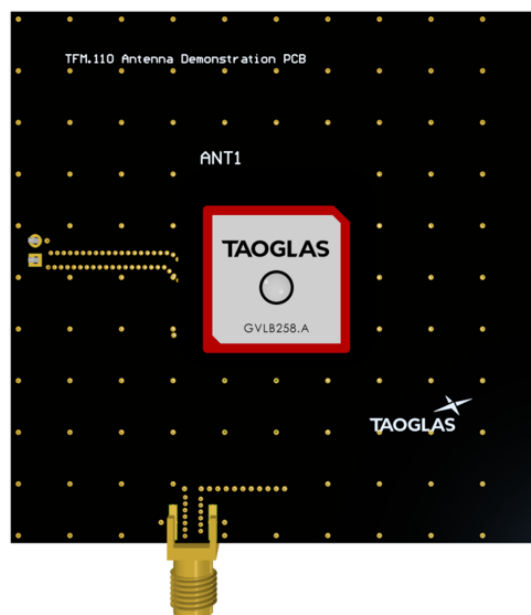 TFM.110 Antenna Demonstration PCB
ANT1
TAOGLAS
GVLB258.A
TAOGLAS